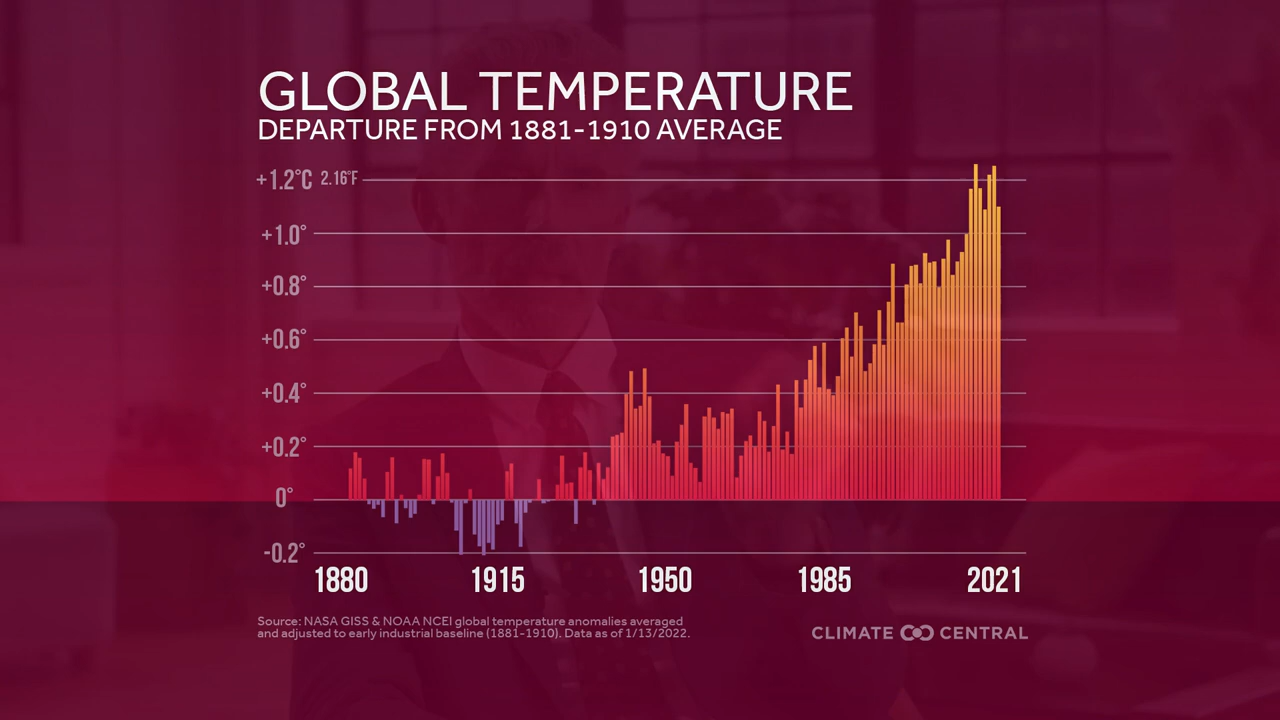 GLOBAL TEMPERATURE
DEPARTURE FROM 1881-1910 AVERAGE
+1.2°C 2.16°F
+1.0°
+0.8°
+0.6°
+0.4°
+0.2°
0°
-0.2°
1880 1915 1950 1985 2021
Source: NASA GISS & NOAA NCEI global temperature anomalies averaged
and adjusted to early industrial baseline (1881-1910). Data as of 1/13/2022.
CLIMATE CENTRAL